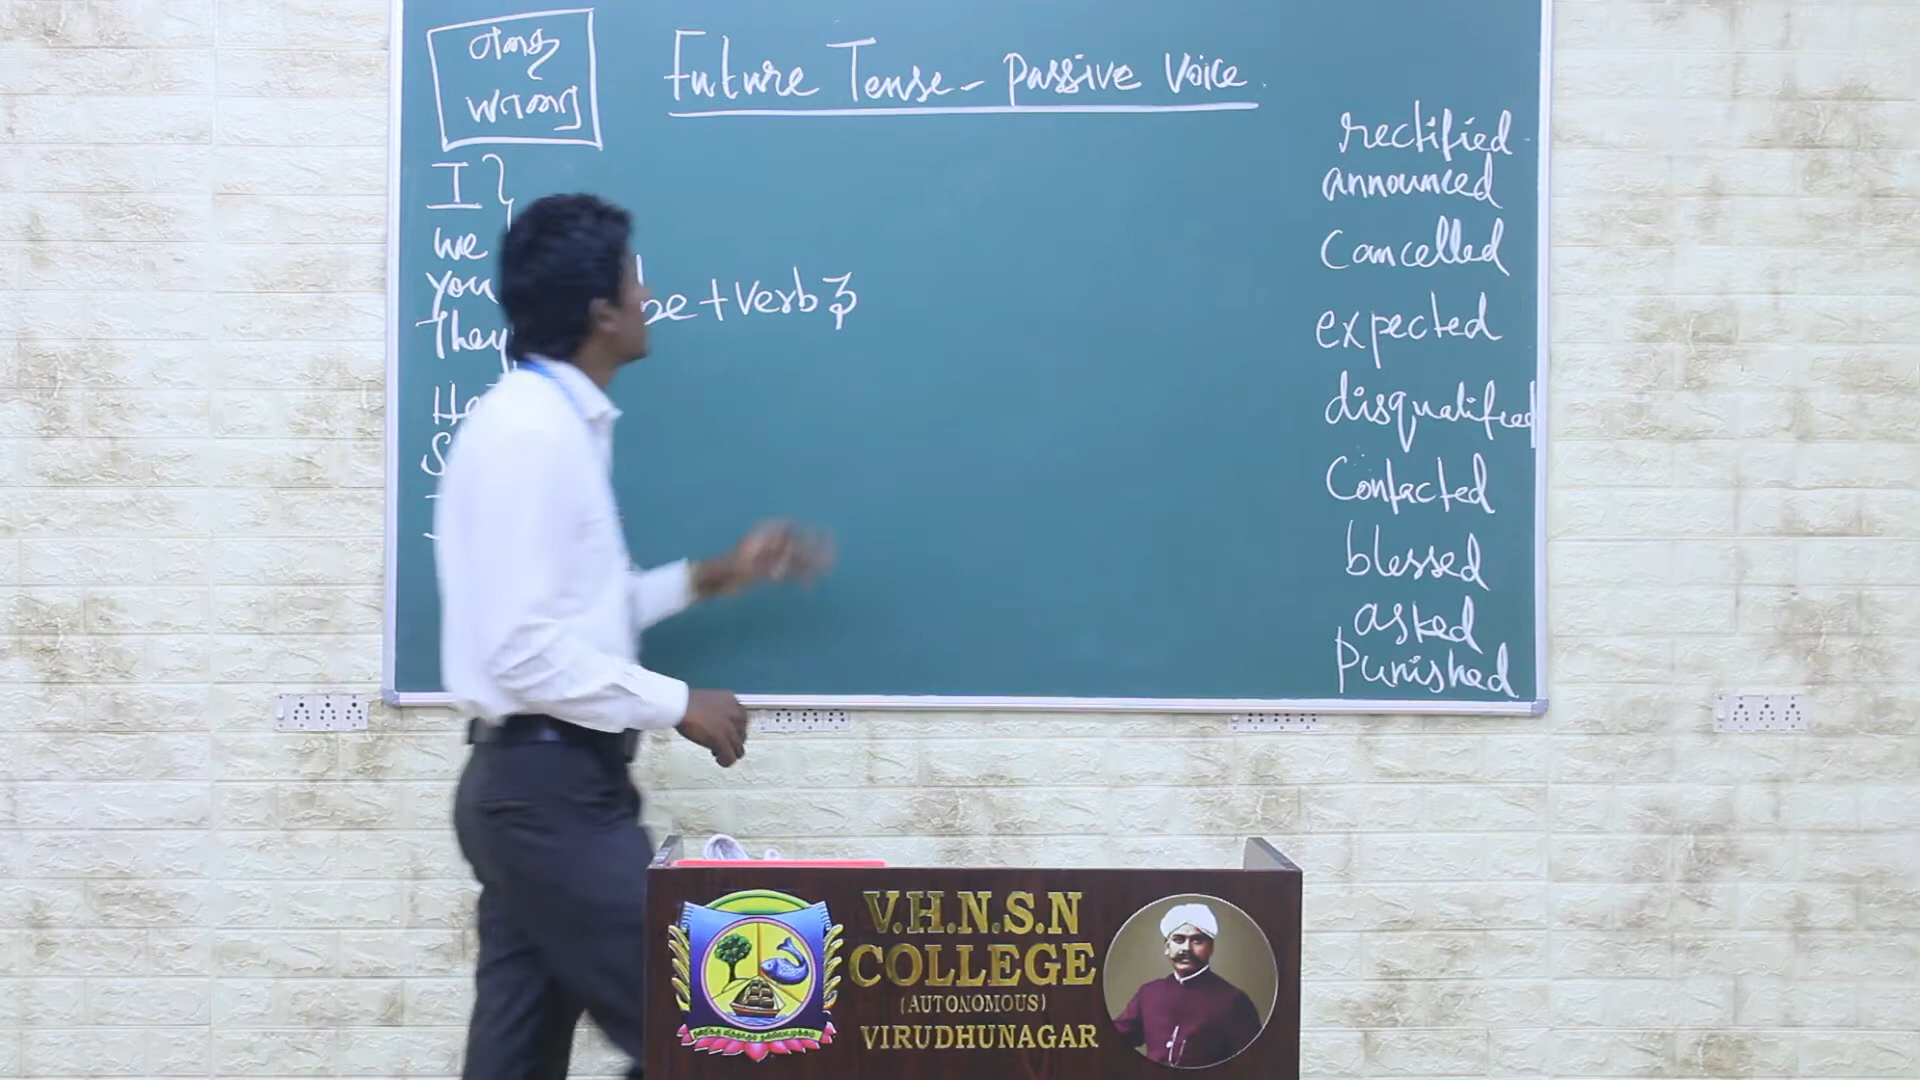 எது
யாரை
Future Tense - Passive Voice
I
we
you
They
be + verb 3
rectified
announced
Cancelled
expected
disqualified
Contacted
blessed
asked
Punished
V.H.N.S.N
COLLEGE
(AUTONOMOUS)
VIRUDHUNAGAR